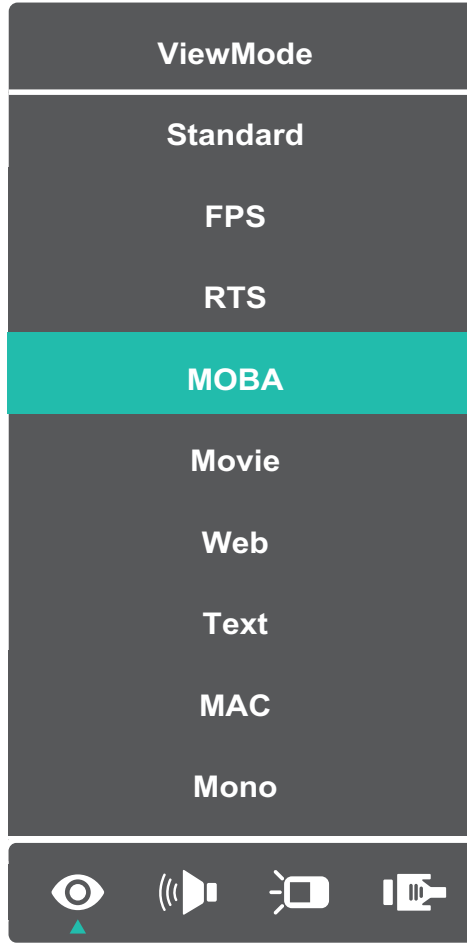 ViewMode
Standard
FPS
RTS
MOBA
Movie
Web
Text
MAC
Mono